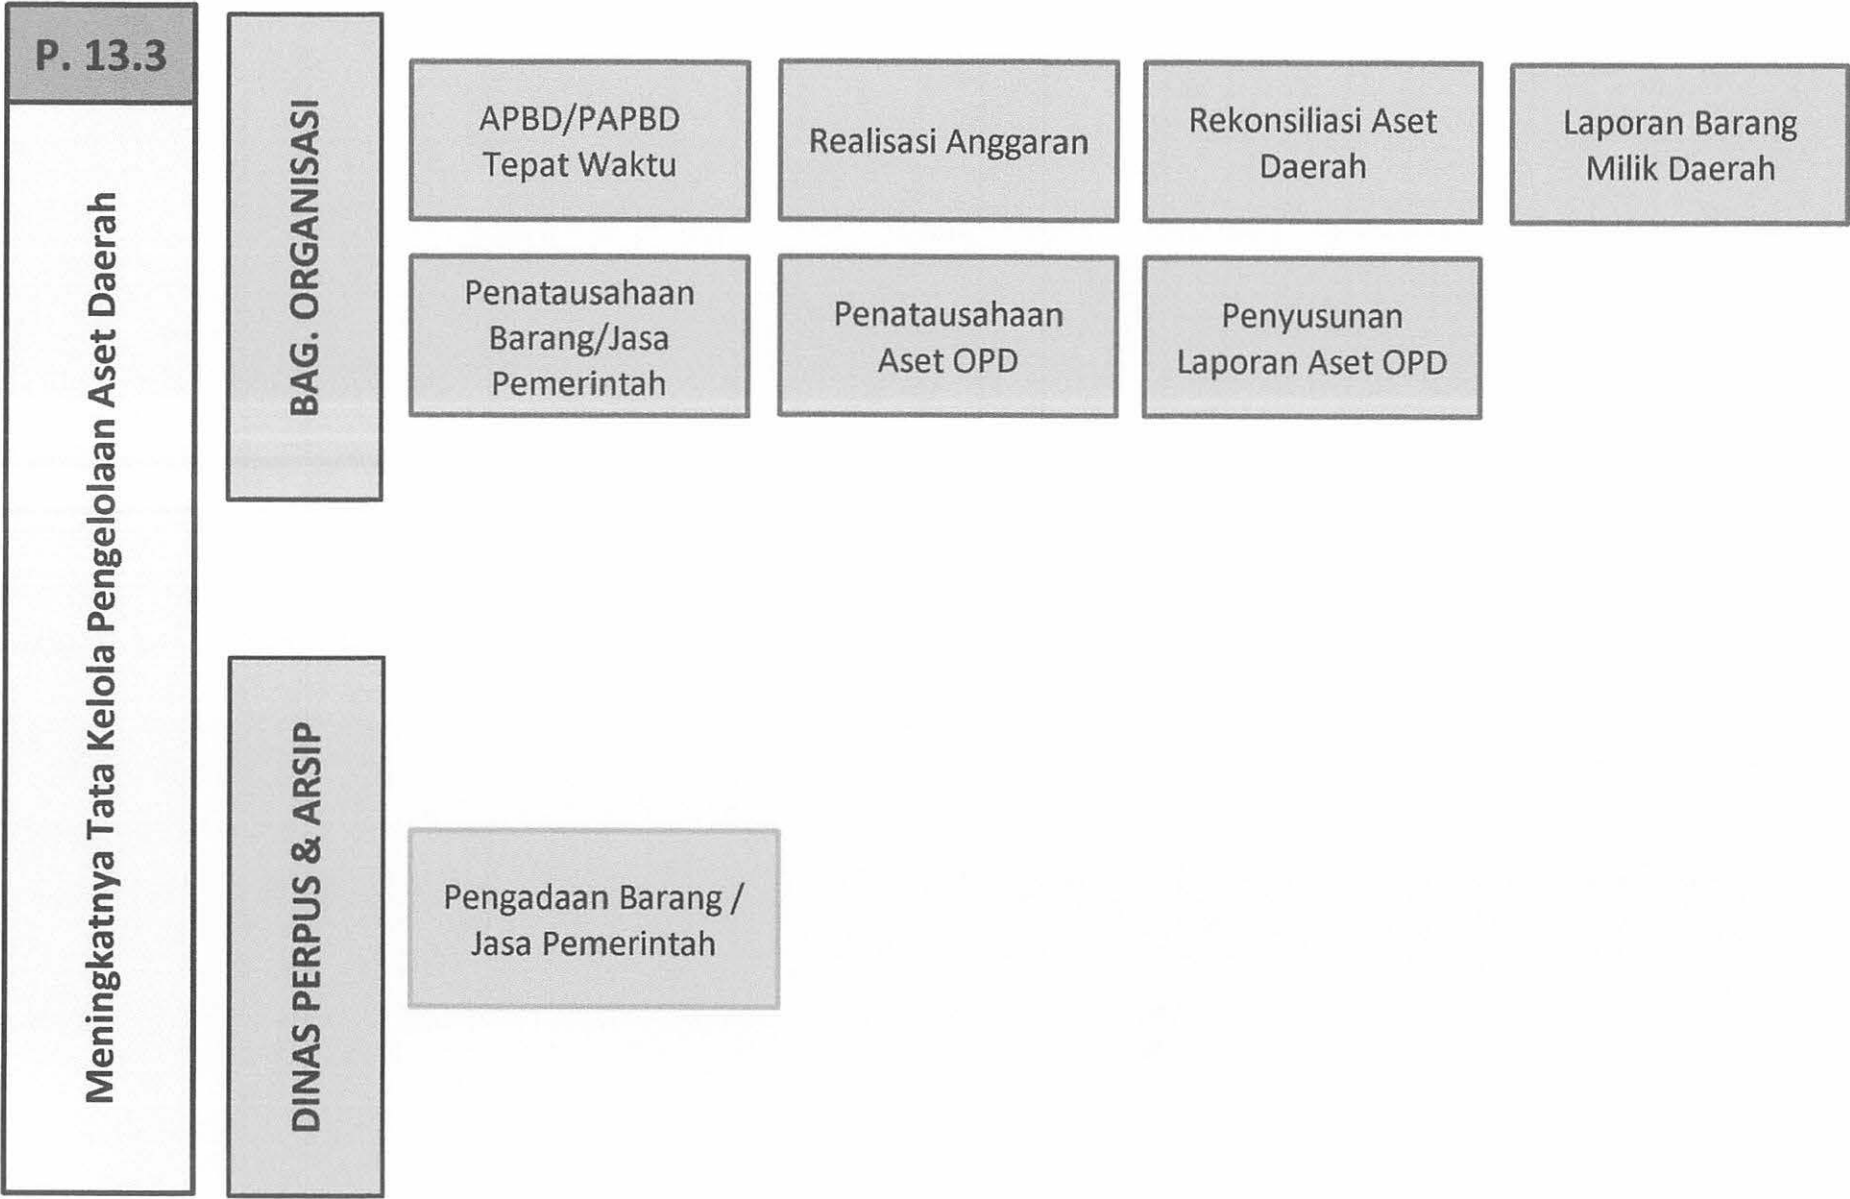 P. 13.3
Meningkatnya Tata Kelola Pengelolaan Aset Daerah
BAG. ORGANISASI
APBD/PAPBD
Tepat Waktu
Realisasi Anggaran
Rekonsiliasi Aset
Daerah
Laporan Barang
Milik Daerah
Penatausahaan
Barang/Jasa
Pemerintah
Penatausahaan
Aset OPD
Penyusunan
Laporan Aset OPD
DINAS PERPUS & ARSIP
Pengadaan Barang /
Jasa Pemerintah